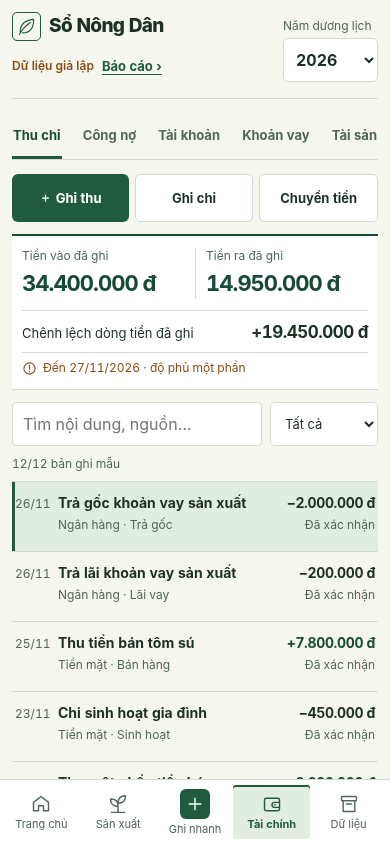 Sổ Nông Dân
Năm dương lịch
2026
Dữ liệu giả lập Báo cáo ›
Thu chi Công nợ Tài khoản Khoản vay Tài sản
+ Ghi thu Ghi chi Chuyển tiền
Tiền vào đã ghi Tiền ra đã ghi
34.400.000 đ 14.950.000 đ
Chênh lệch dòng tiền đã ghi +19.450.000 đ
Đến 27/11/2026 · độ phủ một phần
Tìm nội dung, nguồn... Tất cả
12/12 bản ghi mẫu
26/11 Trả gốc khoản vay sản xuất −2.000.000 đ
Ngân hàng · Trả gốc Đã xác nhận
26/11 Trả lãi khoản vay sản xuất −200.000 đ
Ngân hàng · Lãi vay Đã xác nhận
25/11 Thu tiền bán tôm sú +7.800.000 đ
Tiền mặt · Bán hàng Đã xác nhận
23/11 Chi sinh hoạt gia đình −450.000 đ
Tiền mặt · Sinh hoạt Đã xác nhận
Trang chủ Sản xuất Ghi nhanh Tài chính Dữ liệu